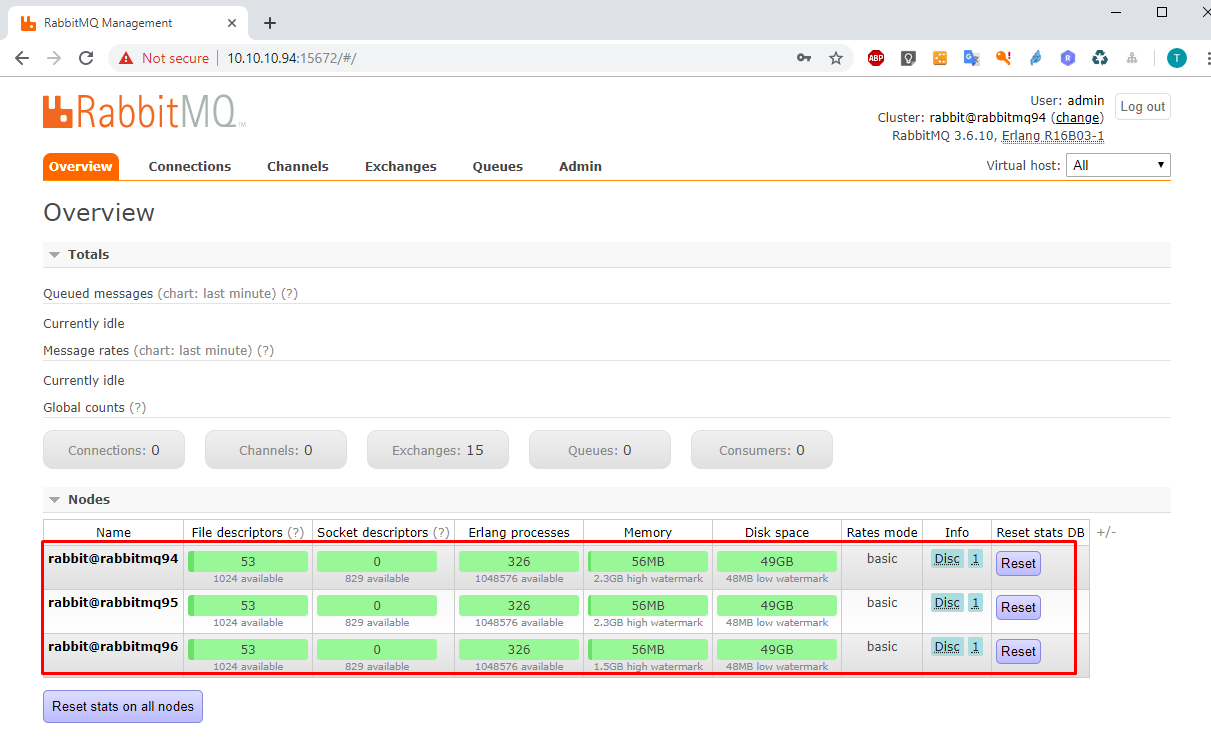 RabbitMQ Management
Not secure | 10.10.10.94:15672/#/
ABP
G
R
T
RabbitMQ™
User: admin
Log out
Cluster: rabbit@rabbitmq94 (change)
RabbitMQ 3.6.10, Erlang R16B03-1
Overview Connections Channels Exchanges Queues Admin
Virtual host: All
Overview
Totals
Queued messages (chart: last minute) (?)
Currently idle
Message rates (chart: last minute) (?)
Currently idle
Global counts (?)
Connections: 0 Channels: 0 Exchanges: 15 Queues: 0 Consumers: 0
Nodes
Name File descriptors (?) Socket descriptors (?) Erlang processes Memory Disk space Rates mode Info Reset stats DB +/-
rabbit@rabbitmq94 53 0 326 56MB 49GB basic Disc 1 Reset
1024 available 829 available 1048576 available 2.3GB high watermark 48MB low watermark
rabbit@rabbitmq95 53 0 326 56MB 49GB basic Disc 1 Reset
1024 available 829 available 1048576 available 2.3GB high watermark 48MB low watermark
rabbit@rabbitmq96 53 0 326 56MB 49GB basic Disc 1 Reset
1024 available 829 available 1048576 available 1.5GB high watermark 48MB low watermark
Reset stats on all nodes